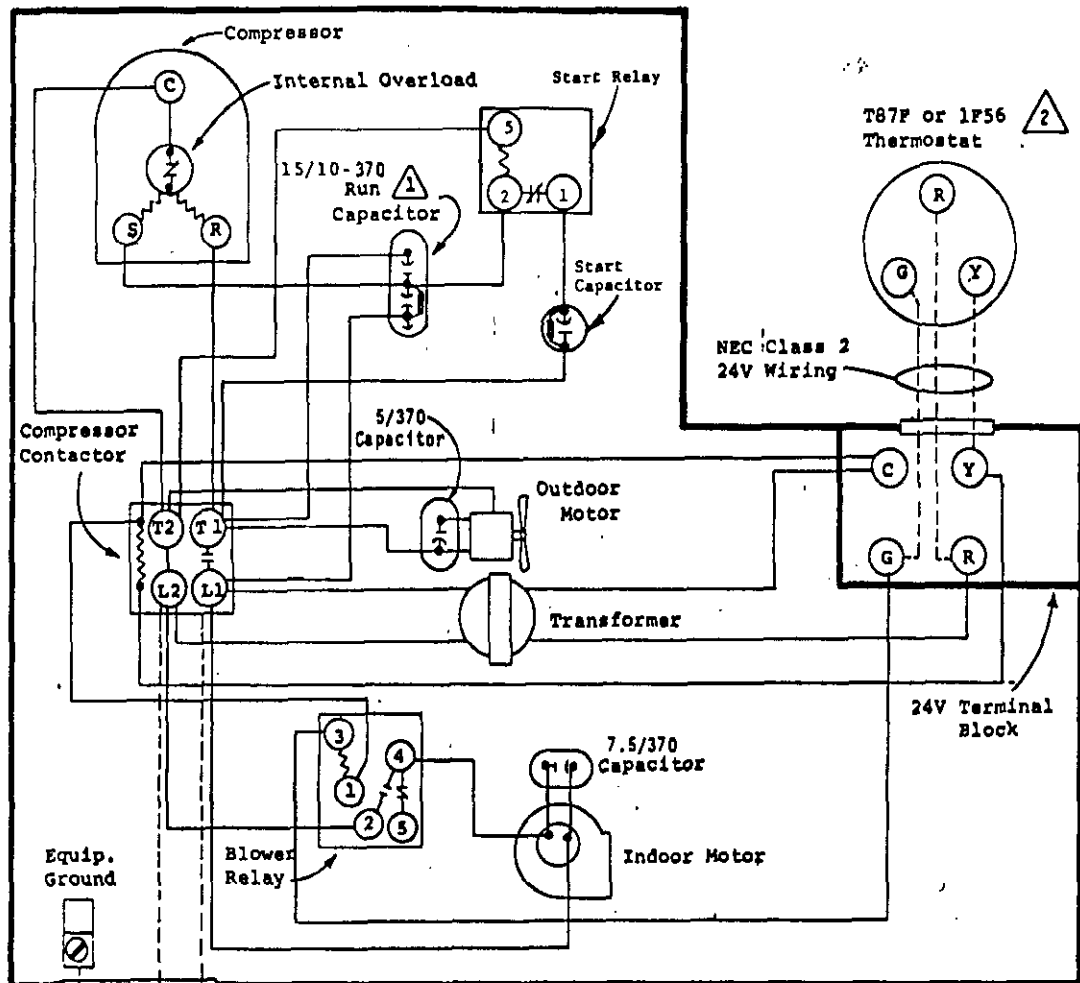 Compressor
C
Internal Overload
Start Relay
T87F or 1F56
Thermostat
2
5
Z
15/10-370
Run
Capacitor
1
2
1
R
S
R
G
Y
Start
Capacitor
NEC Class 2
24V Wiring
5/370
Capacitor
Compressor
Contactor
C
Y
Outdoor
Motor
T2
T1
G
R
L2
L1
Transformer
24V Terminal
Block
3
4
1
2
5
7.5/370
Capacitor
Blower
Relay
Indoor Motor
Equip.
Ground